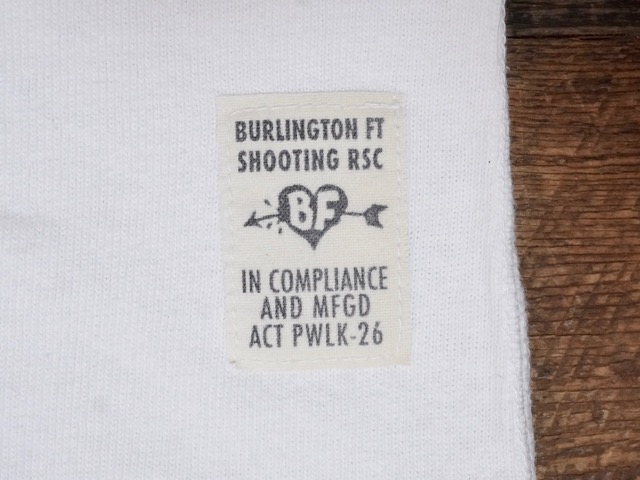 BURLINGTON FT
SHOOTING RSC
BF
IN COMPLIANCE
AND MFGD
ACT PWLK-26